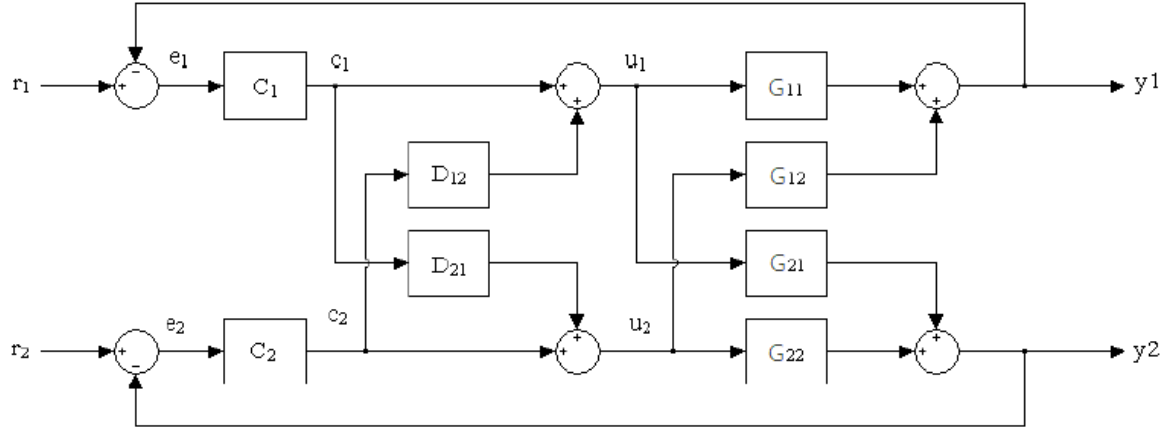 e₁ c₁ u₁
r₁ + − C₁ + + G₁₁ + + y1
D₁₂ G₁₂
D₂₁ G₂₁
e₂ c₂ u₂
r₂ + − C₂ + + G₂₂ + + y2